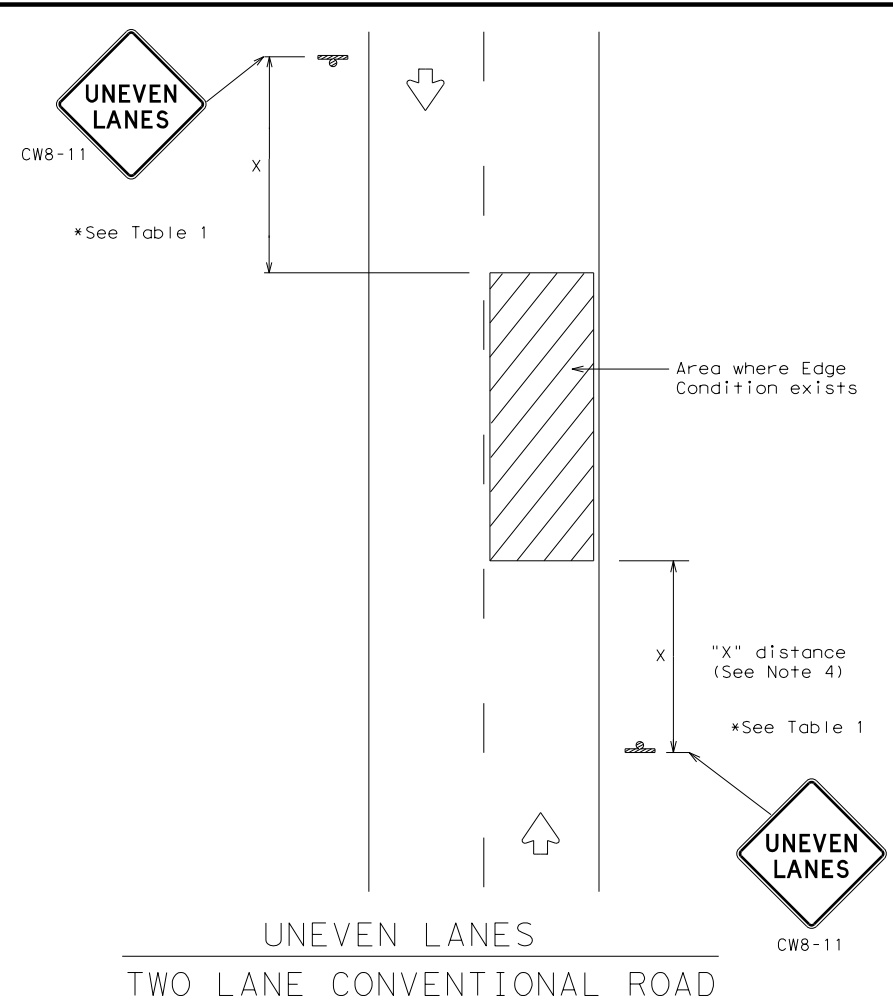 UNEVEN
LANES
CW8-11
X
*See Table 1
Area where Edge
Condition exists
X
"X" distance
(See Note 4)
*See Table 1
UNEVEN
LANES
CW8-11
UNEVEN LANES
TWO LANE CONVENTIONAL ROAD